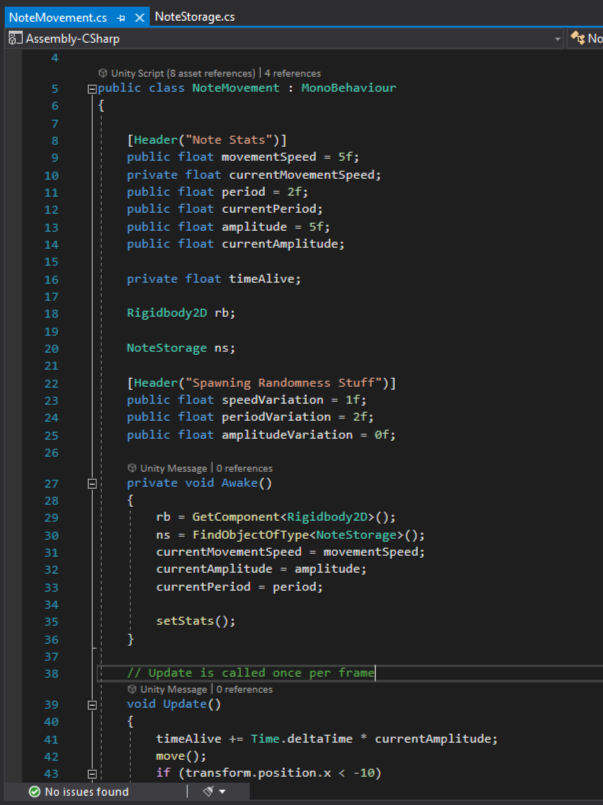 NoteMovement.cs NoteStorage.cs
Assembly-CSharp No
4
Unity Script (8 asset references) | 4 references
5 public class NoteMovement : MonoBehaviour
6 {
7
8 [Header("Note Stats")]
9 public float movementSpeed = 5f;
10 private float currentMovementSpeed;
11 public float period = 2f;
12 public float currentPeriod;
13 public float amplitude = 5f;
14 public float currentAmplitude;
15
16 private float timeAlive;
17
18 Rigidbody2D rb;
19
20 NoteStorage ns;
21
22 [Header("Spawning Randomness Stuff")]
23 public float speedVariation = 1f;
24 public float periodVariation = 2f;
25 public float amplitudeVariation = 0f;
26
Unity Message | 0 references
27 private void Awake()
28 {
29 rb = GetComponent<Rigidbody2D>();
30 ns = FindObjectOfType<NoteStorage>();
31 currentMovementSpeed = movementSpeed;
32 currentAmplitude = amplitude;
33 currentPeriod = period;
34
35 setStats();
36 }
37
38 // Update is called once per frame
Unity Message | 0 references
39 void Update()
40 {
41 timeAlive += Time.deltaTime * currentAmplitude;
42 move();
43 if (transform.position.x < -10)
No issues found